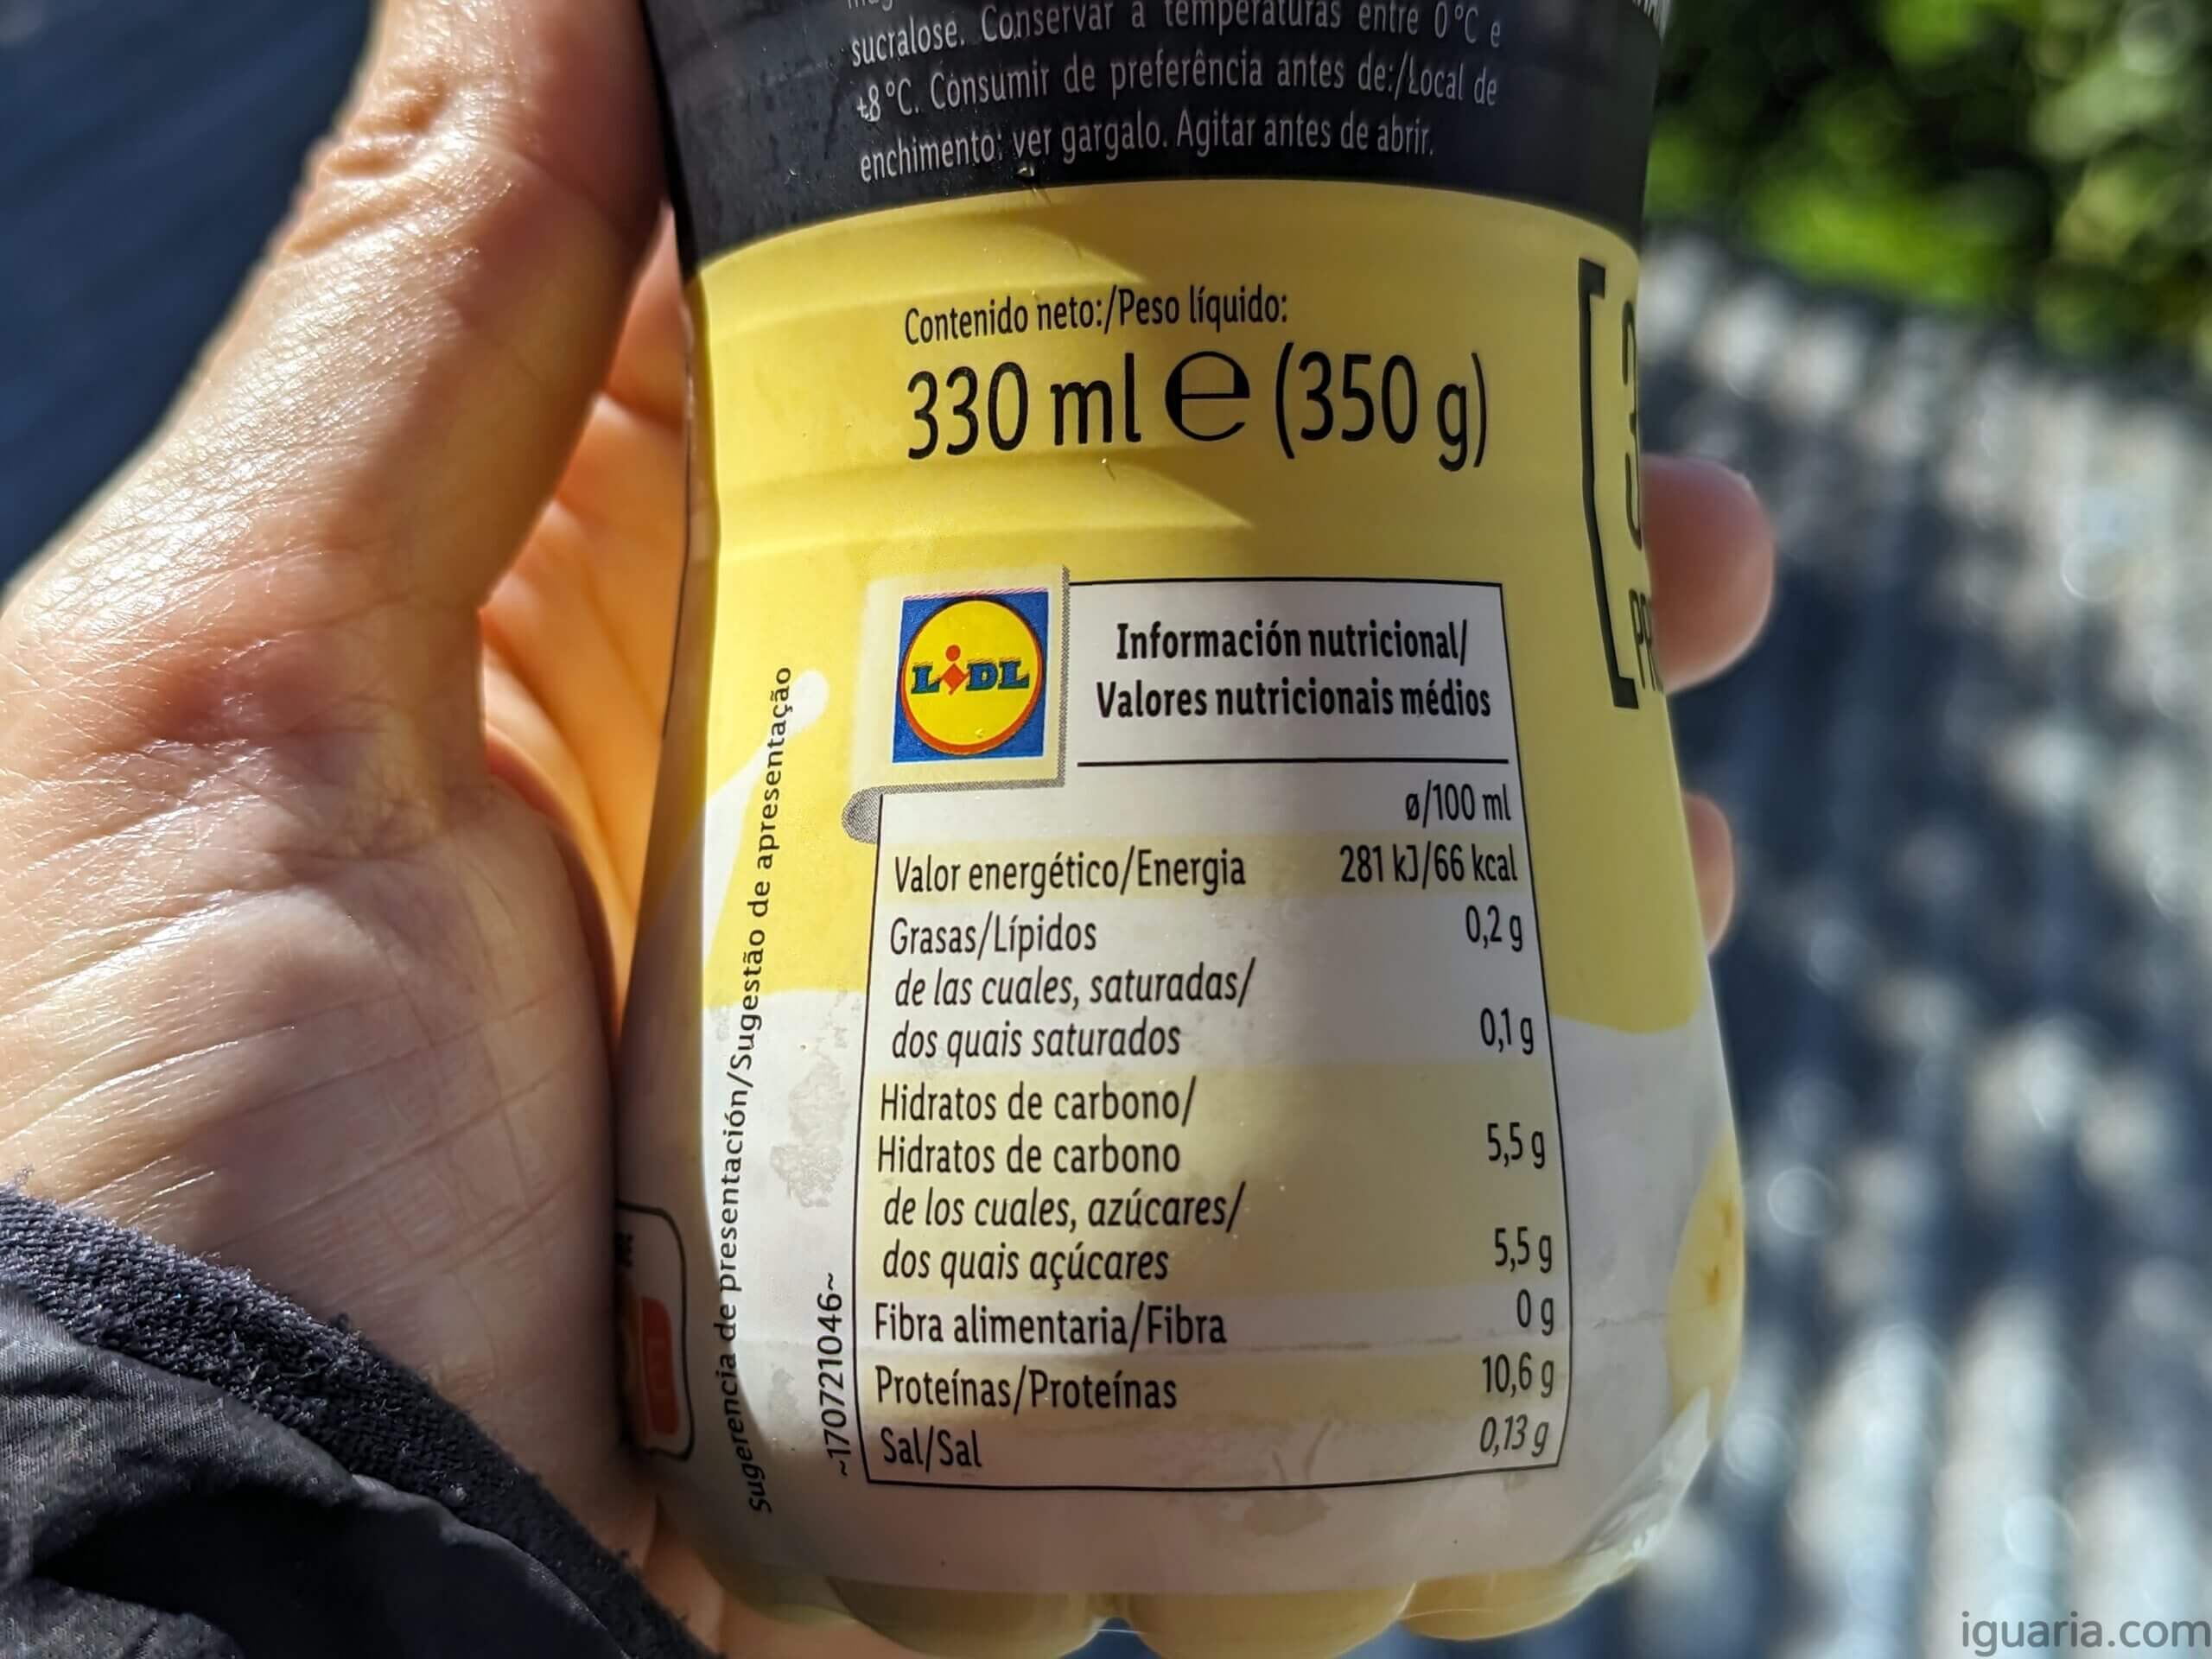 sucralose. Conservar a temperaturas entre 0 °C e
+8 °C. Consumir de preferência antes de:/Local de
enchimento: ver gargalo. Agitar antes de abrir.
Contenido neto:/Peso líquido:
330 ml e (350 g)
LIDL
Información nutricional/
Valores nutricionais médios
ø/100 ml
Valor energético/Energia 281 kJ/66 kcal
Grasas/Lípidos 0,2 g
de las cuales, saturadas/
dos quais saturados 0,1 g
Hidratos de carbono/
Hidratos de carbono 5,5 g
de los cuales, azúcares/
dos quais açúcares 5,5 g
Fibra alimentaria/Fibra 0 g
Proteínas/Proteínas 10,6 g
Sal/Sal 0,13 g
Sugerencia de presentación/Sugestão de apresentação
~1707721046~
iguaria.com